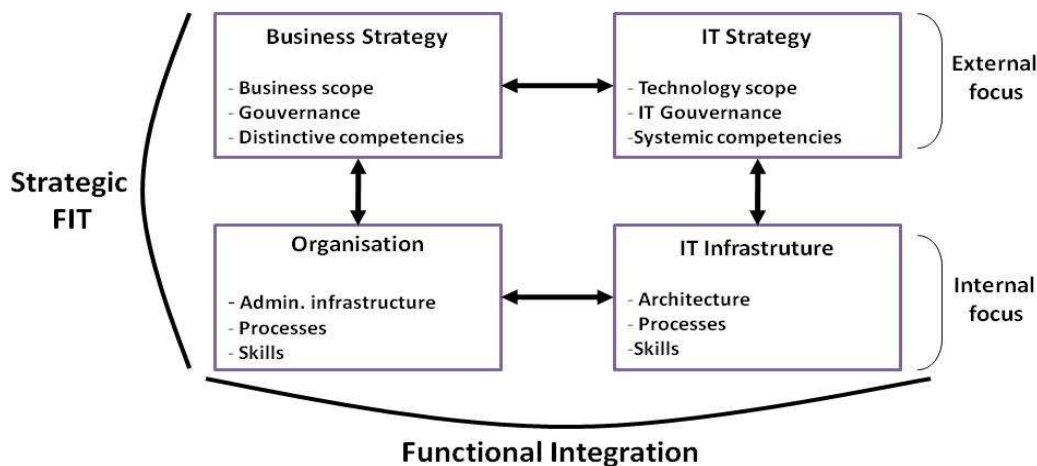 Business Strategy
- Business scope
- Gouvernance
- Distinctive competencies
IT Strategy
- Technology scope
- IT Gouvernance
-Systemic competencies
External
focus
Strategic
FIT
Organisation
- Admin. infrastructure
- Processes
- Skills
IT Infrastruture
- Architecture
- Processes
-Skills
Internal
focus
Functional Integration